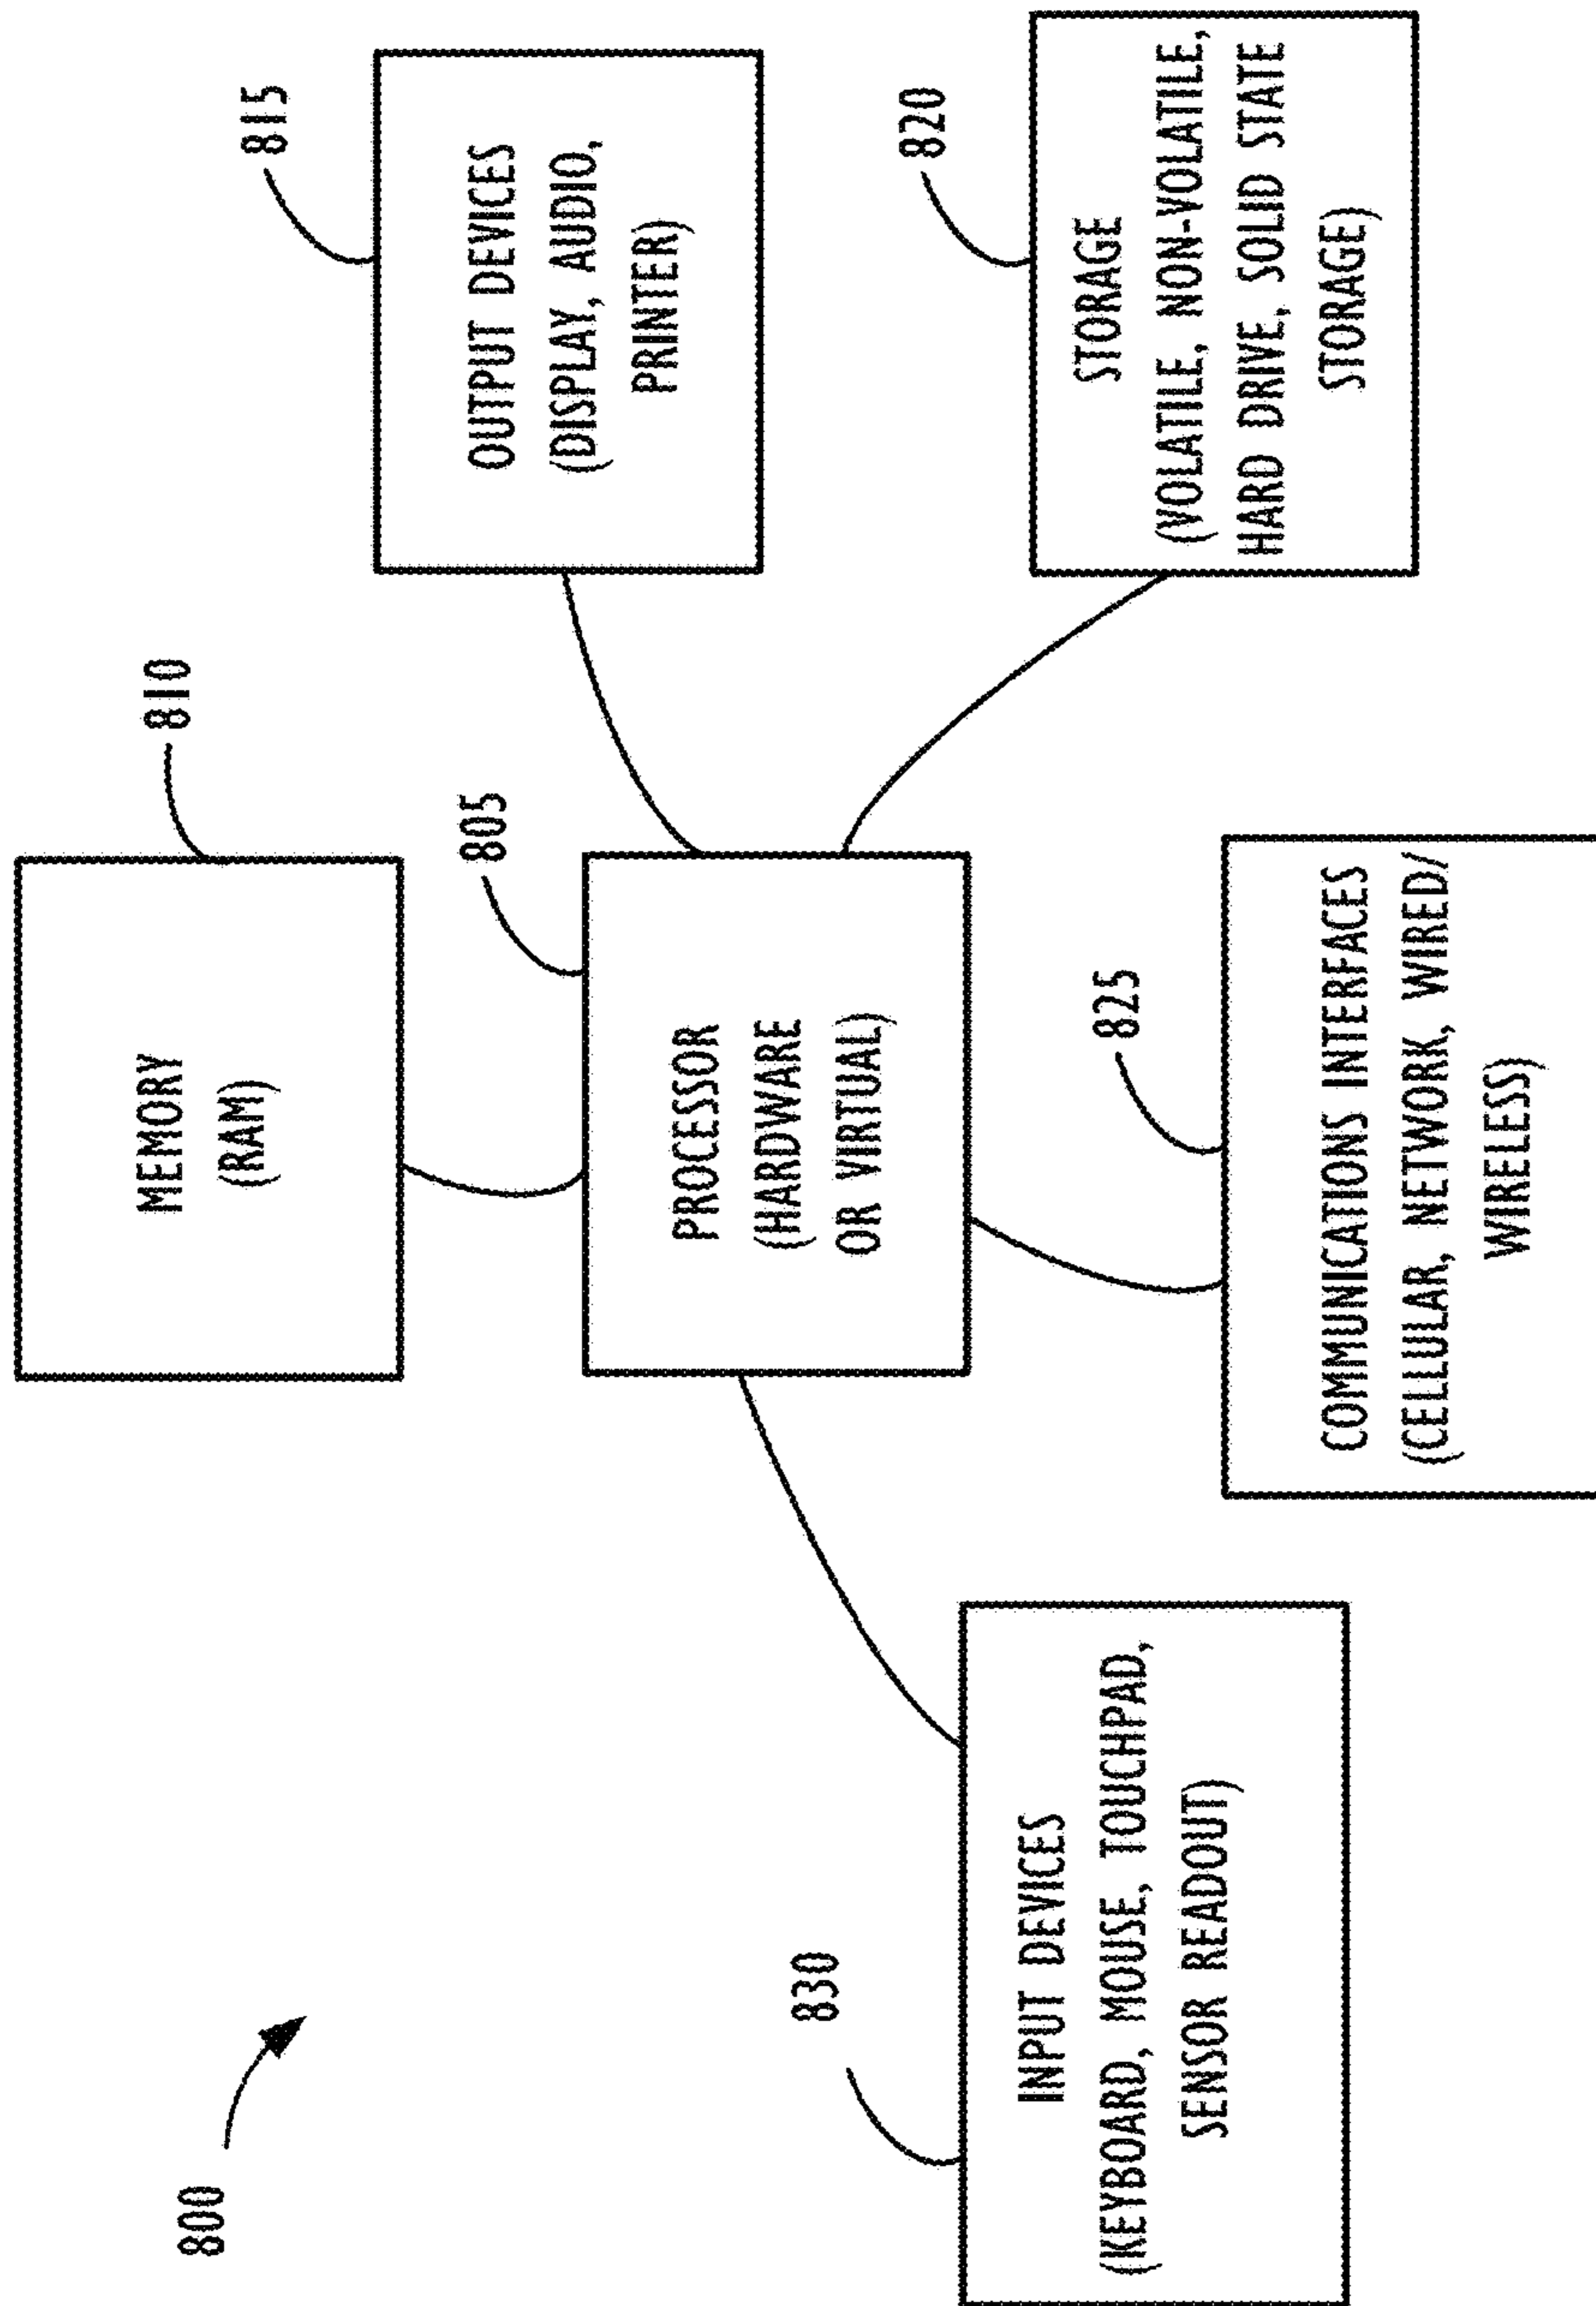 800
810
MEMORY
(RAM)
815
OUTPUT DEVICES
(DISPLAY, AUDIO,
PRINTER)
805
PROCESSOR
(HARDWARE
OR VIRTUAL)
830
INPUT DEVICES
(KEYBOARD, MOUSE, TOUCHPAD,
SENSOR READOUT)
825
COMMUNICATIONS INTERFACES
(CELLULAR, NETWORK, WIRED/
WIRELESS)
820
STORAGE
(VOLATILE, NON-VOLATILE,
HARD DRIVE, SOLID STATE
STORAGE)